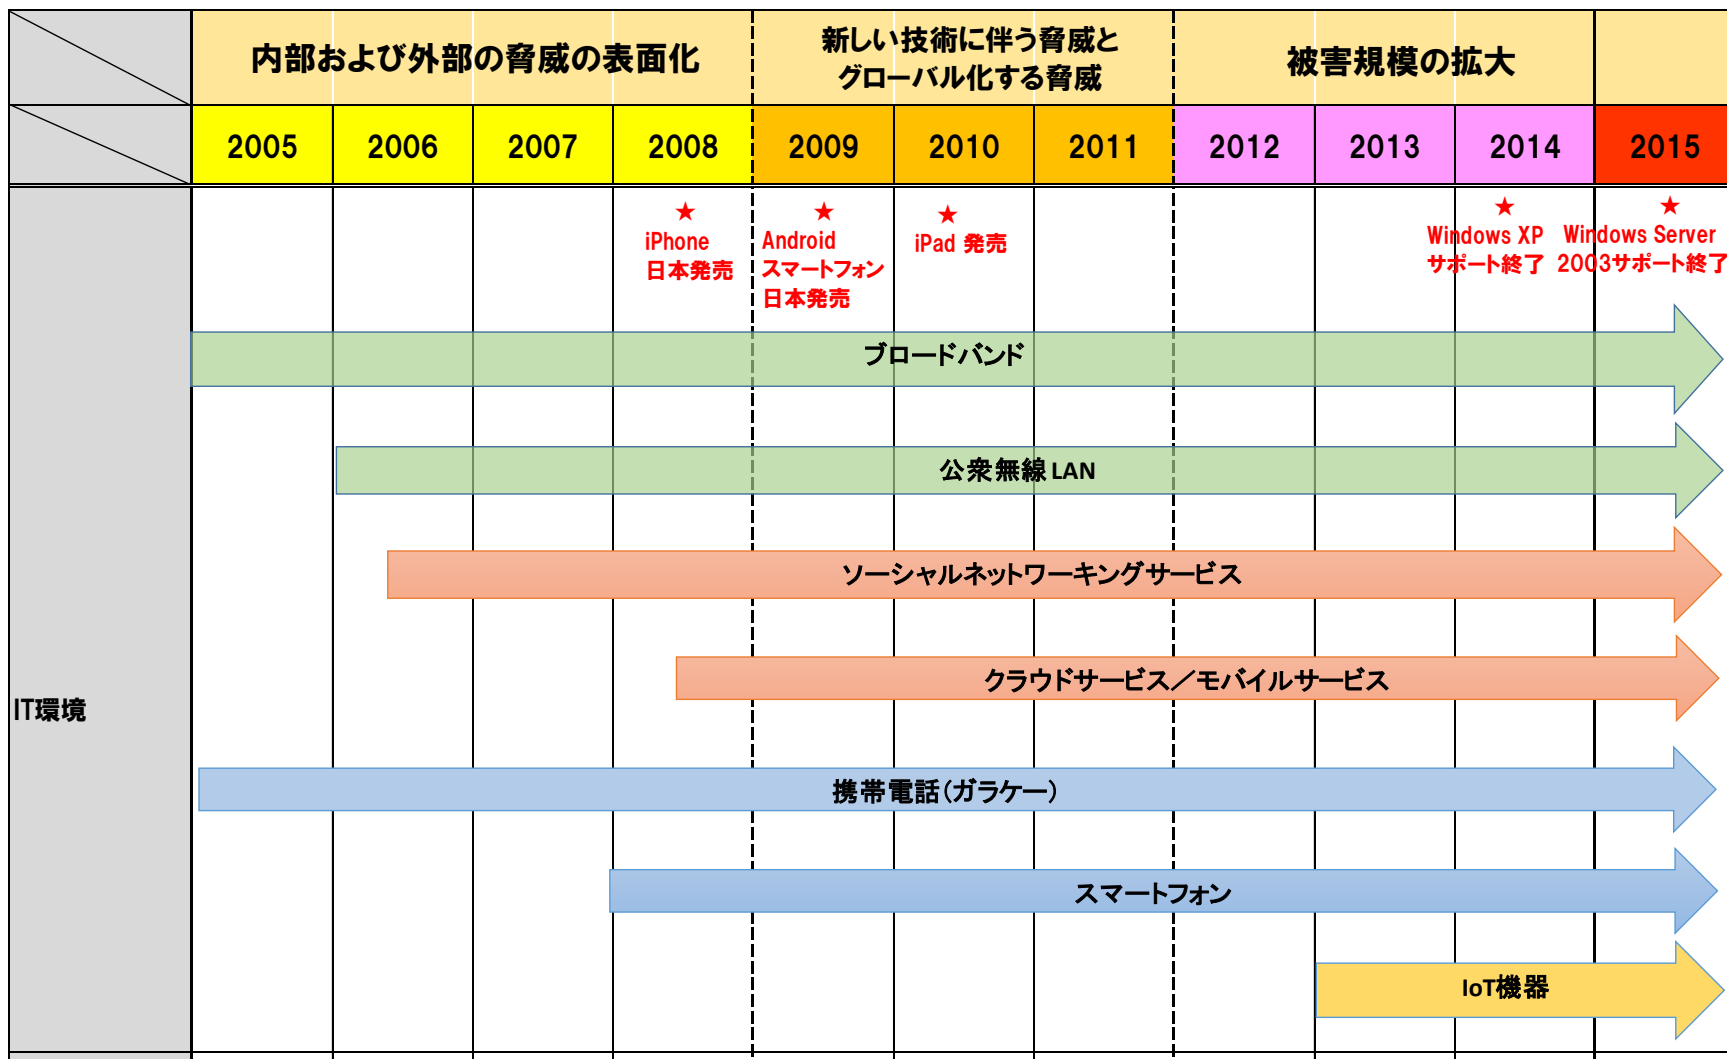 内部および外部の脅威の表面化
新しい技術に伴う脅威と
グローバル化する脅威
被害規模の拡大
2005 2006 2007 2008 2009 2010 2011 2012 2013 2014 2015
★
iPhone
日本発売
★
Android
スマートフォン
日本発売
★
iPad 発売
★
Windows XP
サポート終了
★
Windows Server
2003サポート終了
ブロードバンド
公衆無線LAN
ソーシャルネットワーキングサービス
クラウドサービス／モバイルサービス
IT環境
携帯電話(ガラケー)
スマートフォン
IoT機器